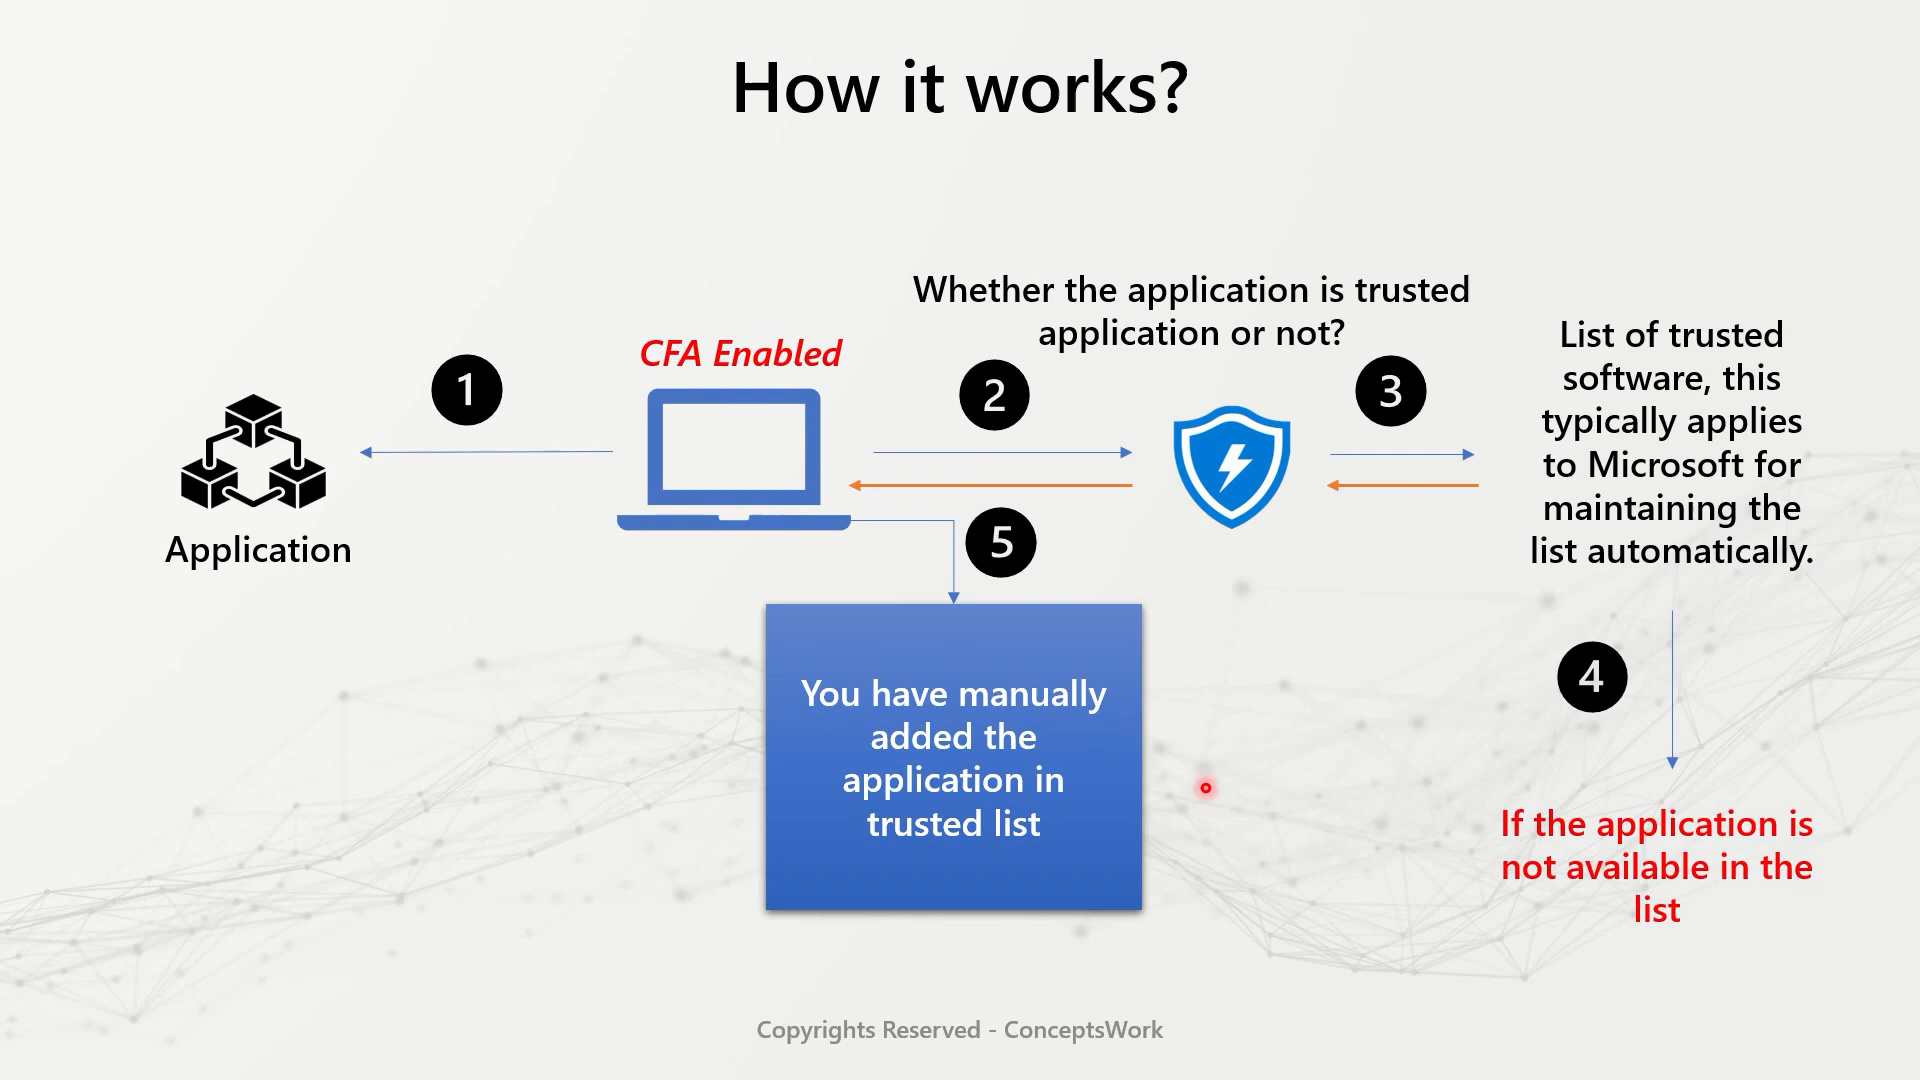 How it works?
Whether the application is trusted
application or not?
CFA Enabled
1
2
3
List of trusted
software, this
typically applies
to Microsoft for
maintaining the
list automatically.
Application
5
4
You have manually
added the
application in
trusted list
If the application is
not available in the
list
Copyrights Reserved - ConceptsWork